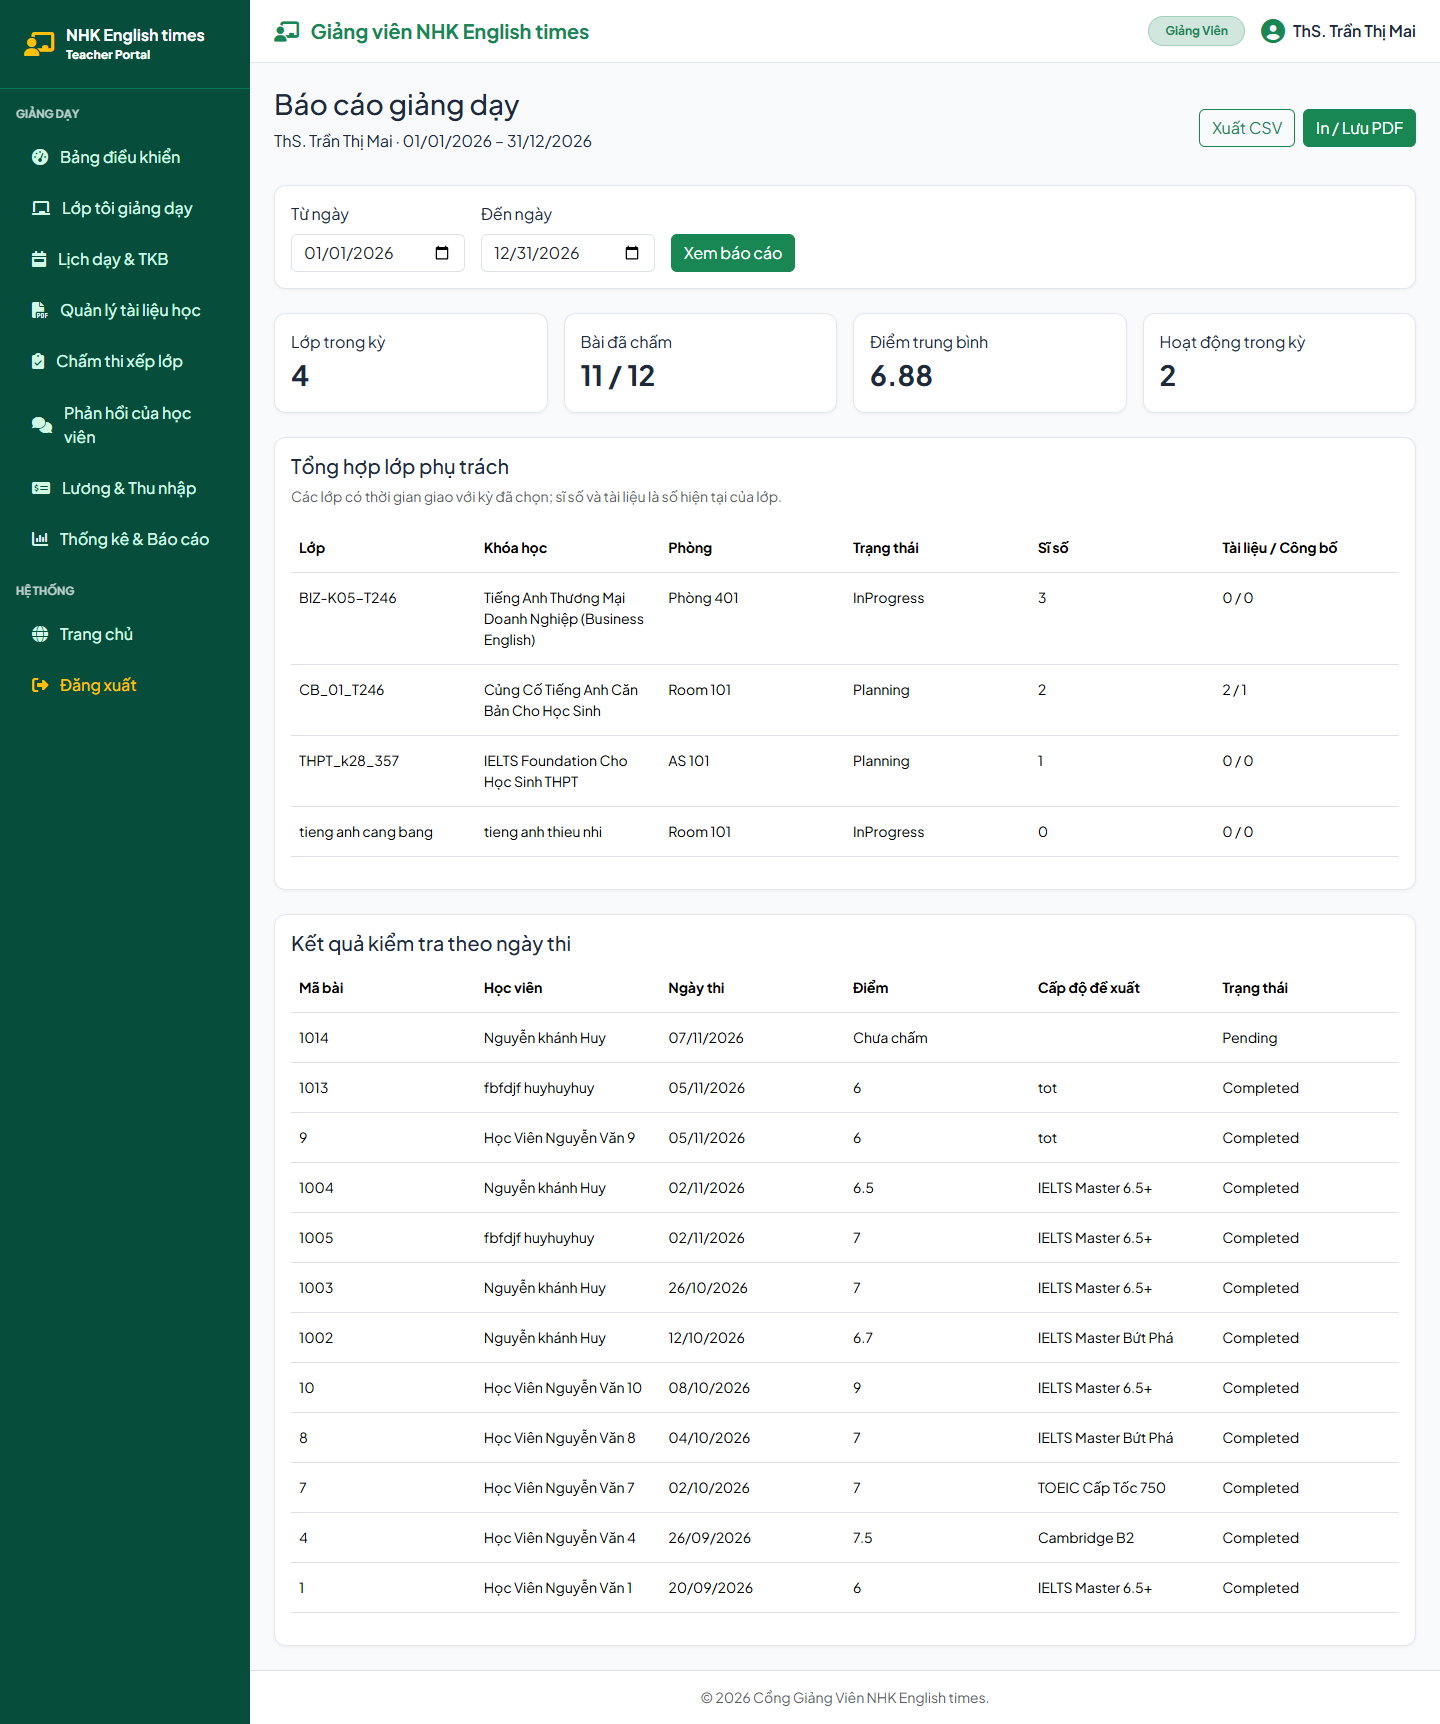 NHK English times
Teacher Portal
GIẢNG DẠY
Bảng điều khiển
Lớp tôi giảng dạy
Lịch dạy & TKB
Quản lý tài liệu học
Chấm thi xếp lớp
Phản hồi của học
viên
Lương & Thu nhập
Thống kê & Báo cáo
HỆ THỐNG
Trang chủ
Đăng xuất
Giảng viên NHK English times
Giảng Viên
ThS. Trần Thị Mai
Báo cáo giảng dạy
ThS. Trần Thị Mai · 01/01/2026 – 31/12/2026
Xuất CSV
In / Lưu PDF
Từ ngày
Đến ngày
01/01/2026
12/31/2026
Xem báo cáo
Lớp trong kỳ
4
Bài đã chấm
11 / 12
Điểm trung bình
6.88
Hoạt động trong kỳ
2
Tổng hợp lớp phụ trách
Các lớp có thời gian giao với kỳ đã chọn; sĩ số và tài liệu là số hiện tại của lớp.
Lớp Khóa học Phòng Trạng thái Sĩ số Tài liệu / Công bố
BIZ-K05-T246 Tiếng Anh Thương Mại Phòng 401 InProgress 3 0 / 0
Doanh Nghiệp (Business
English)
CB_01_T246 Củng Cố Tiếng Anh Căn Room 101 Planning 2 2 / 1
Bản Cho Học Sinh
THPT_k28_357 IELTS Foundation Cho AS 101 Planning 1 0 / 0
Học Sinh THPT
tieng anh cang bang tieng anh thieu nhi Room 101 InProgress 0 0 / 0
Kết quả kiểm tra theo ngày thi
Mã bài Học viên Ngày thi Điểm Cấp độ đề xuất Trạng thái
1014 Nguyễn khánh Huy 07/11/2026 Chưa chấm Pending
1013 fbfdjf huyhuyhuy 05/11/2026 6 tot Completed
9 Học Viên Nguyễn Văn 9 05/11/2026 6 tot Completed
1004 Nguyễn khánh Huy 02/11/2026 6.5 IELTS Master 6.5+ Completed
1005 fbfdjf huyhuyhuy 02/11/2026 7 IELTS Master 6.5+ Completed
1003 Nguyễn khánh Huy 26/10/2026 7 IELTS Master 6.5+ Completed
1002 Nguyễn khánh Huy 12/10/2026 6.7 IELTS Master Bứt Phá Completed
10 Học Viên Nguyễn Văn 10 08/10/2026 9 IELTS Master 6.5+ Completed
8 Học Viên Nguyễn Văn 8 04/10/2026 7 IELTS Master Bứt Phá Completed
7 Học Viên Nguyễn Văn 7 02/10/2026 7 TOEIC Cấp Tốc 750 Completed
4 Học Viên Nguyễn Văn 4 26/09/2026 7.5 Cambridge B2 Completed
1 Học Viên Nguyễn Văn 1 20/09/2026 6 IELTS Master 6.5+ Completed
© 2026 Cổng Giảng Viên NHK English times.